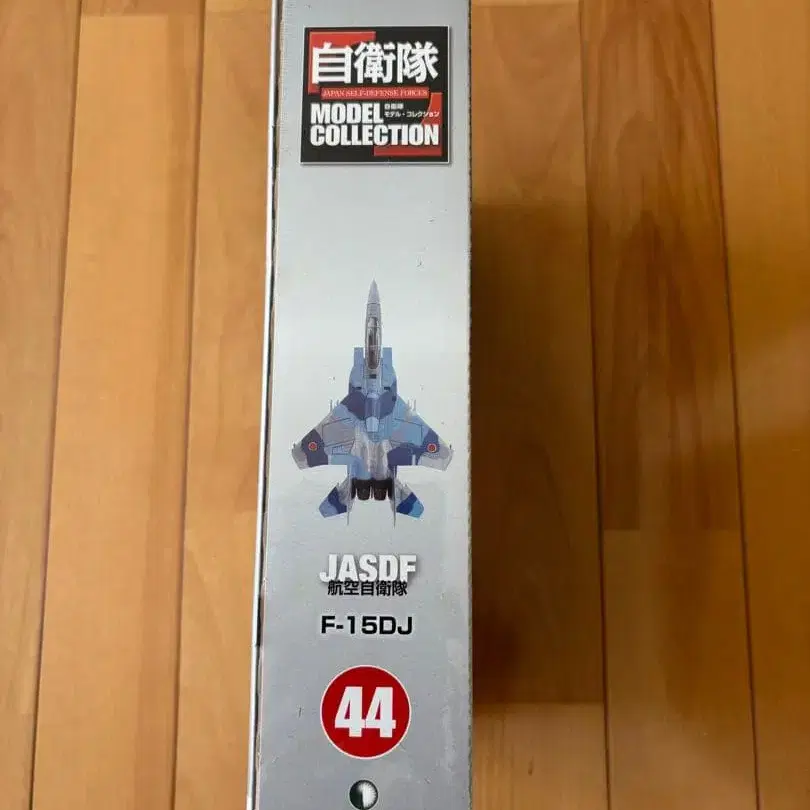 自衛隊
JAPAN SELF-DEFENSE FORCES
MODEL
自衛隊
モデル・コレクション
COLLECTION
JASDF
航空自衛隊
F-15DJ
44